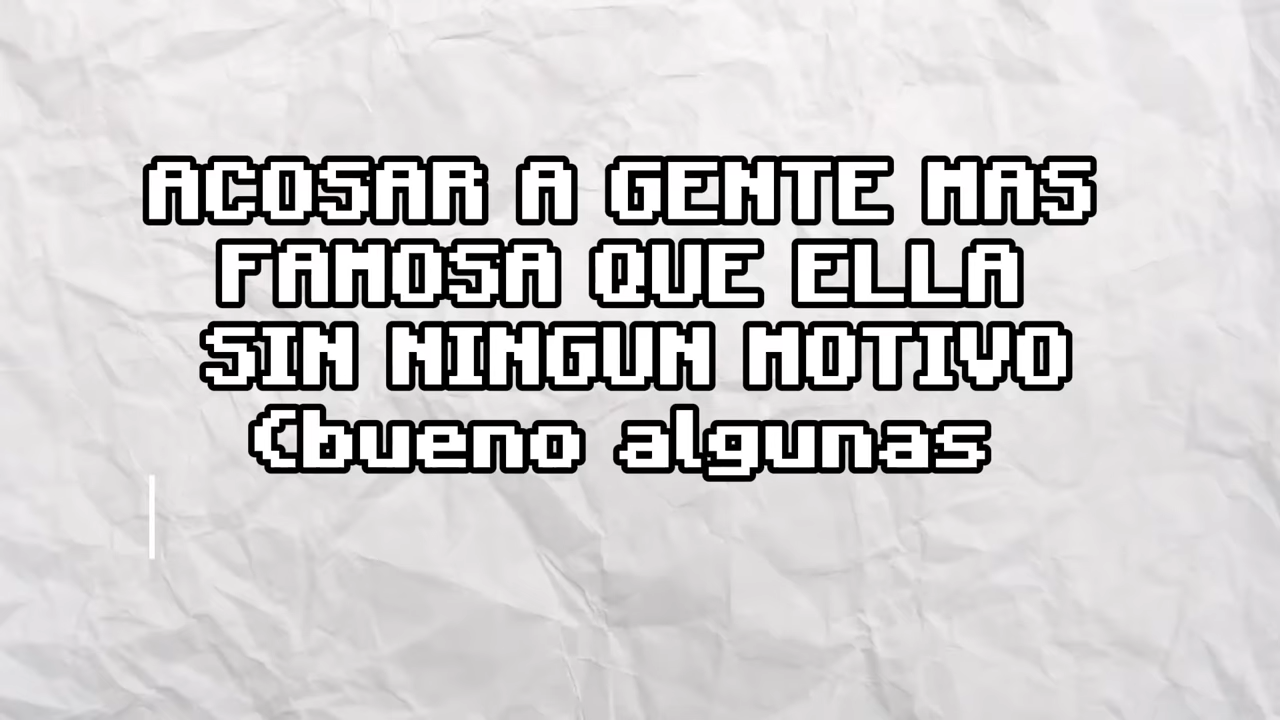 ACOSAR A GENTE MAS
FAMOSA QUE ELLA
SIN NINGUN MOTIVO
(bueno algunas